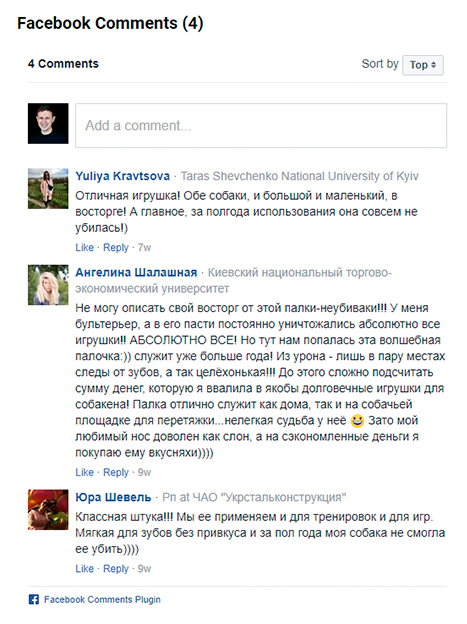 Facebook Comments (4)
4 Comments
Sort by Top
Add a comment...
Yuliya Kravtsova · Taras Shevchenko National University of Kyiv
Отличная игрушка! Обе собаки, и большой и маленький, в
восторге! А главное, за полгода использования она совсем не
убилась!)
Like · Reply · 7w
Ангелина Шалашная · Киевский национальный торгово-
экономический университет
Не могу описать свой восторг от этой палки-неубиваки!!! У меня
бультерьер, а в его пасти постоянно уничтожались абсолютно все
игрушки!! АБСОЛЮТНО ВСЕ! Но тут нам попалась эта волшебная
палочка:)) служит уже больше года! Из урона - лишь в пару местах
следы от зубов, а так целёхонькая!!! До этого сложно подсчитать
сумму денег, которую я ввалила в якобы долговечные игрушки для
собакена! Палка отлично служит как дома, так и на собачьей
площадке для перетяжки...нелегкая судьба у неё 😀 Зато мой
любимый нос доволен как слон, а на сэкономленные деньги я
покупаю ему вкусняхи))))
Like · Reply · 9w
Юра Шевель · Рп at ЧАО "Укрстальконструкция"
Классная штука!!! Мы ее применяем и для тренировок и для игр.
Мягкая для зубов без привкуса и за пол года моя собака не смогла
ее убить))))
Like · Reply · 9w
Facebook Comments Plugin